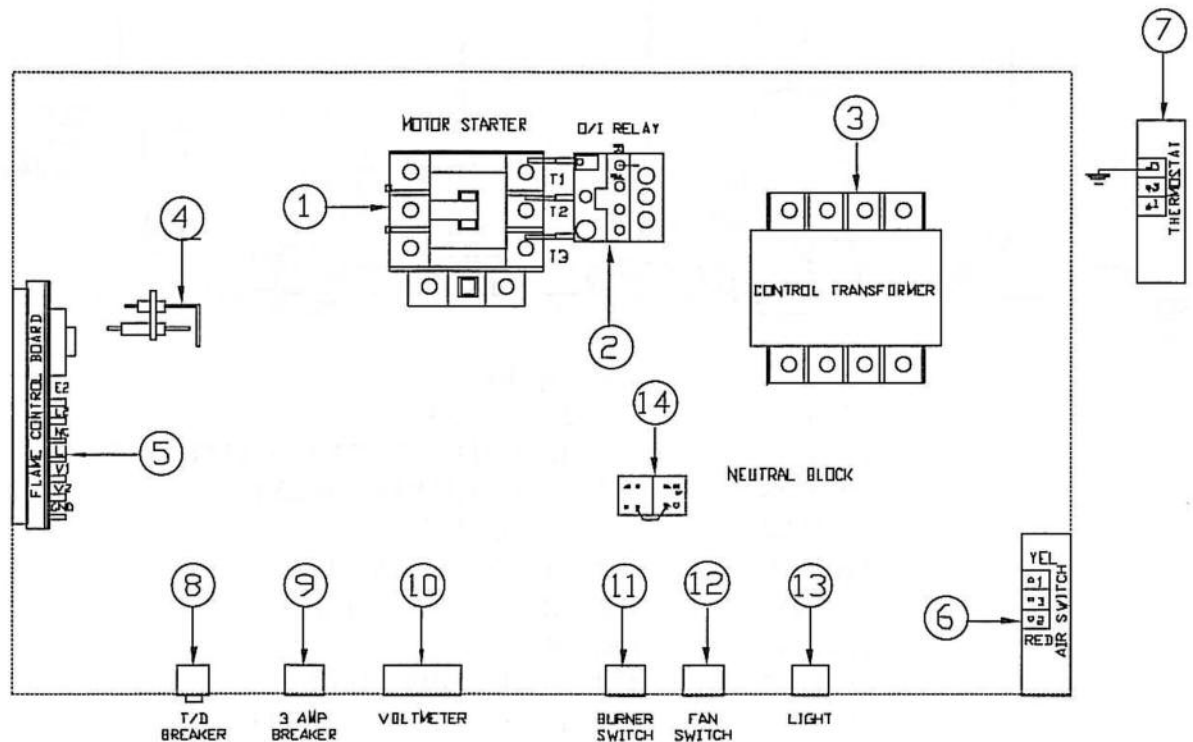 7
MOTOR STARTER
O/I RELAY
3
T1
T2
T3
1
4
2
THERMOSTAT
CONTROL TRANSFORMER
FLAME CONTROL BOARD
E2
L
14
5
NEUTRAL BLOCK
8
9
10
11
12
13
6
YEL
RED
AIR SWITCH
T/D
BREAKER
3 AMP
BREAKER
VOLTMETER
BURNER
SWITCH
FAN
SWITCH
LIGHT